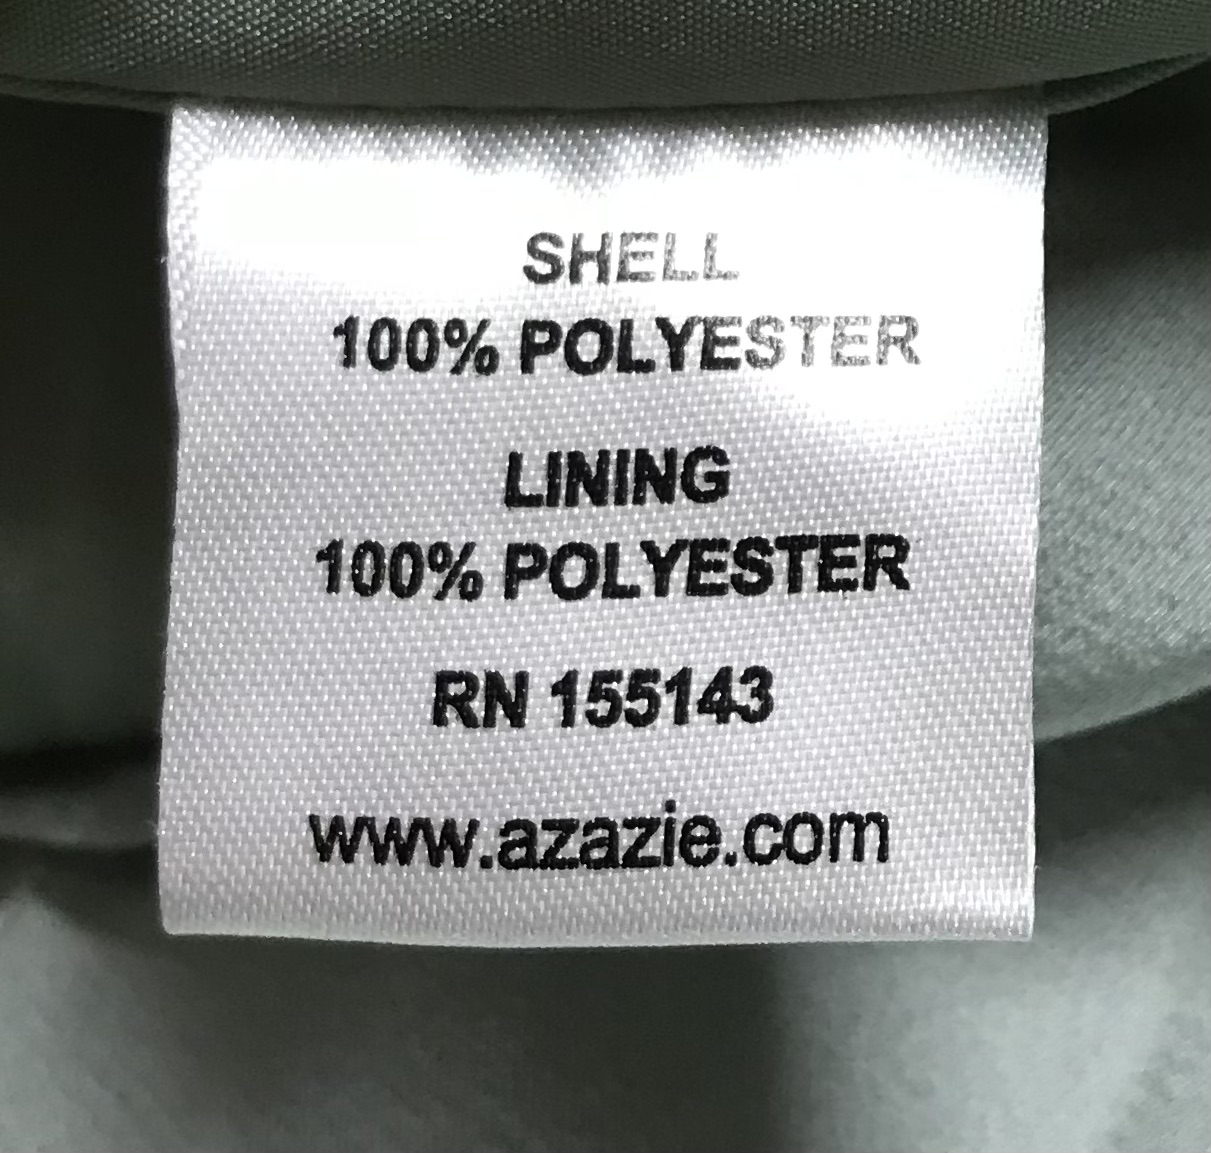 SHELL
100% POLYESTER
LINING
100% POLYESTER
RN 155143
www.azazie.com